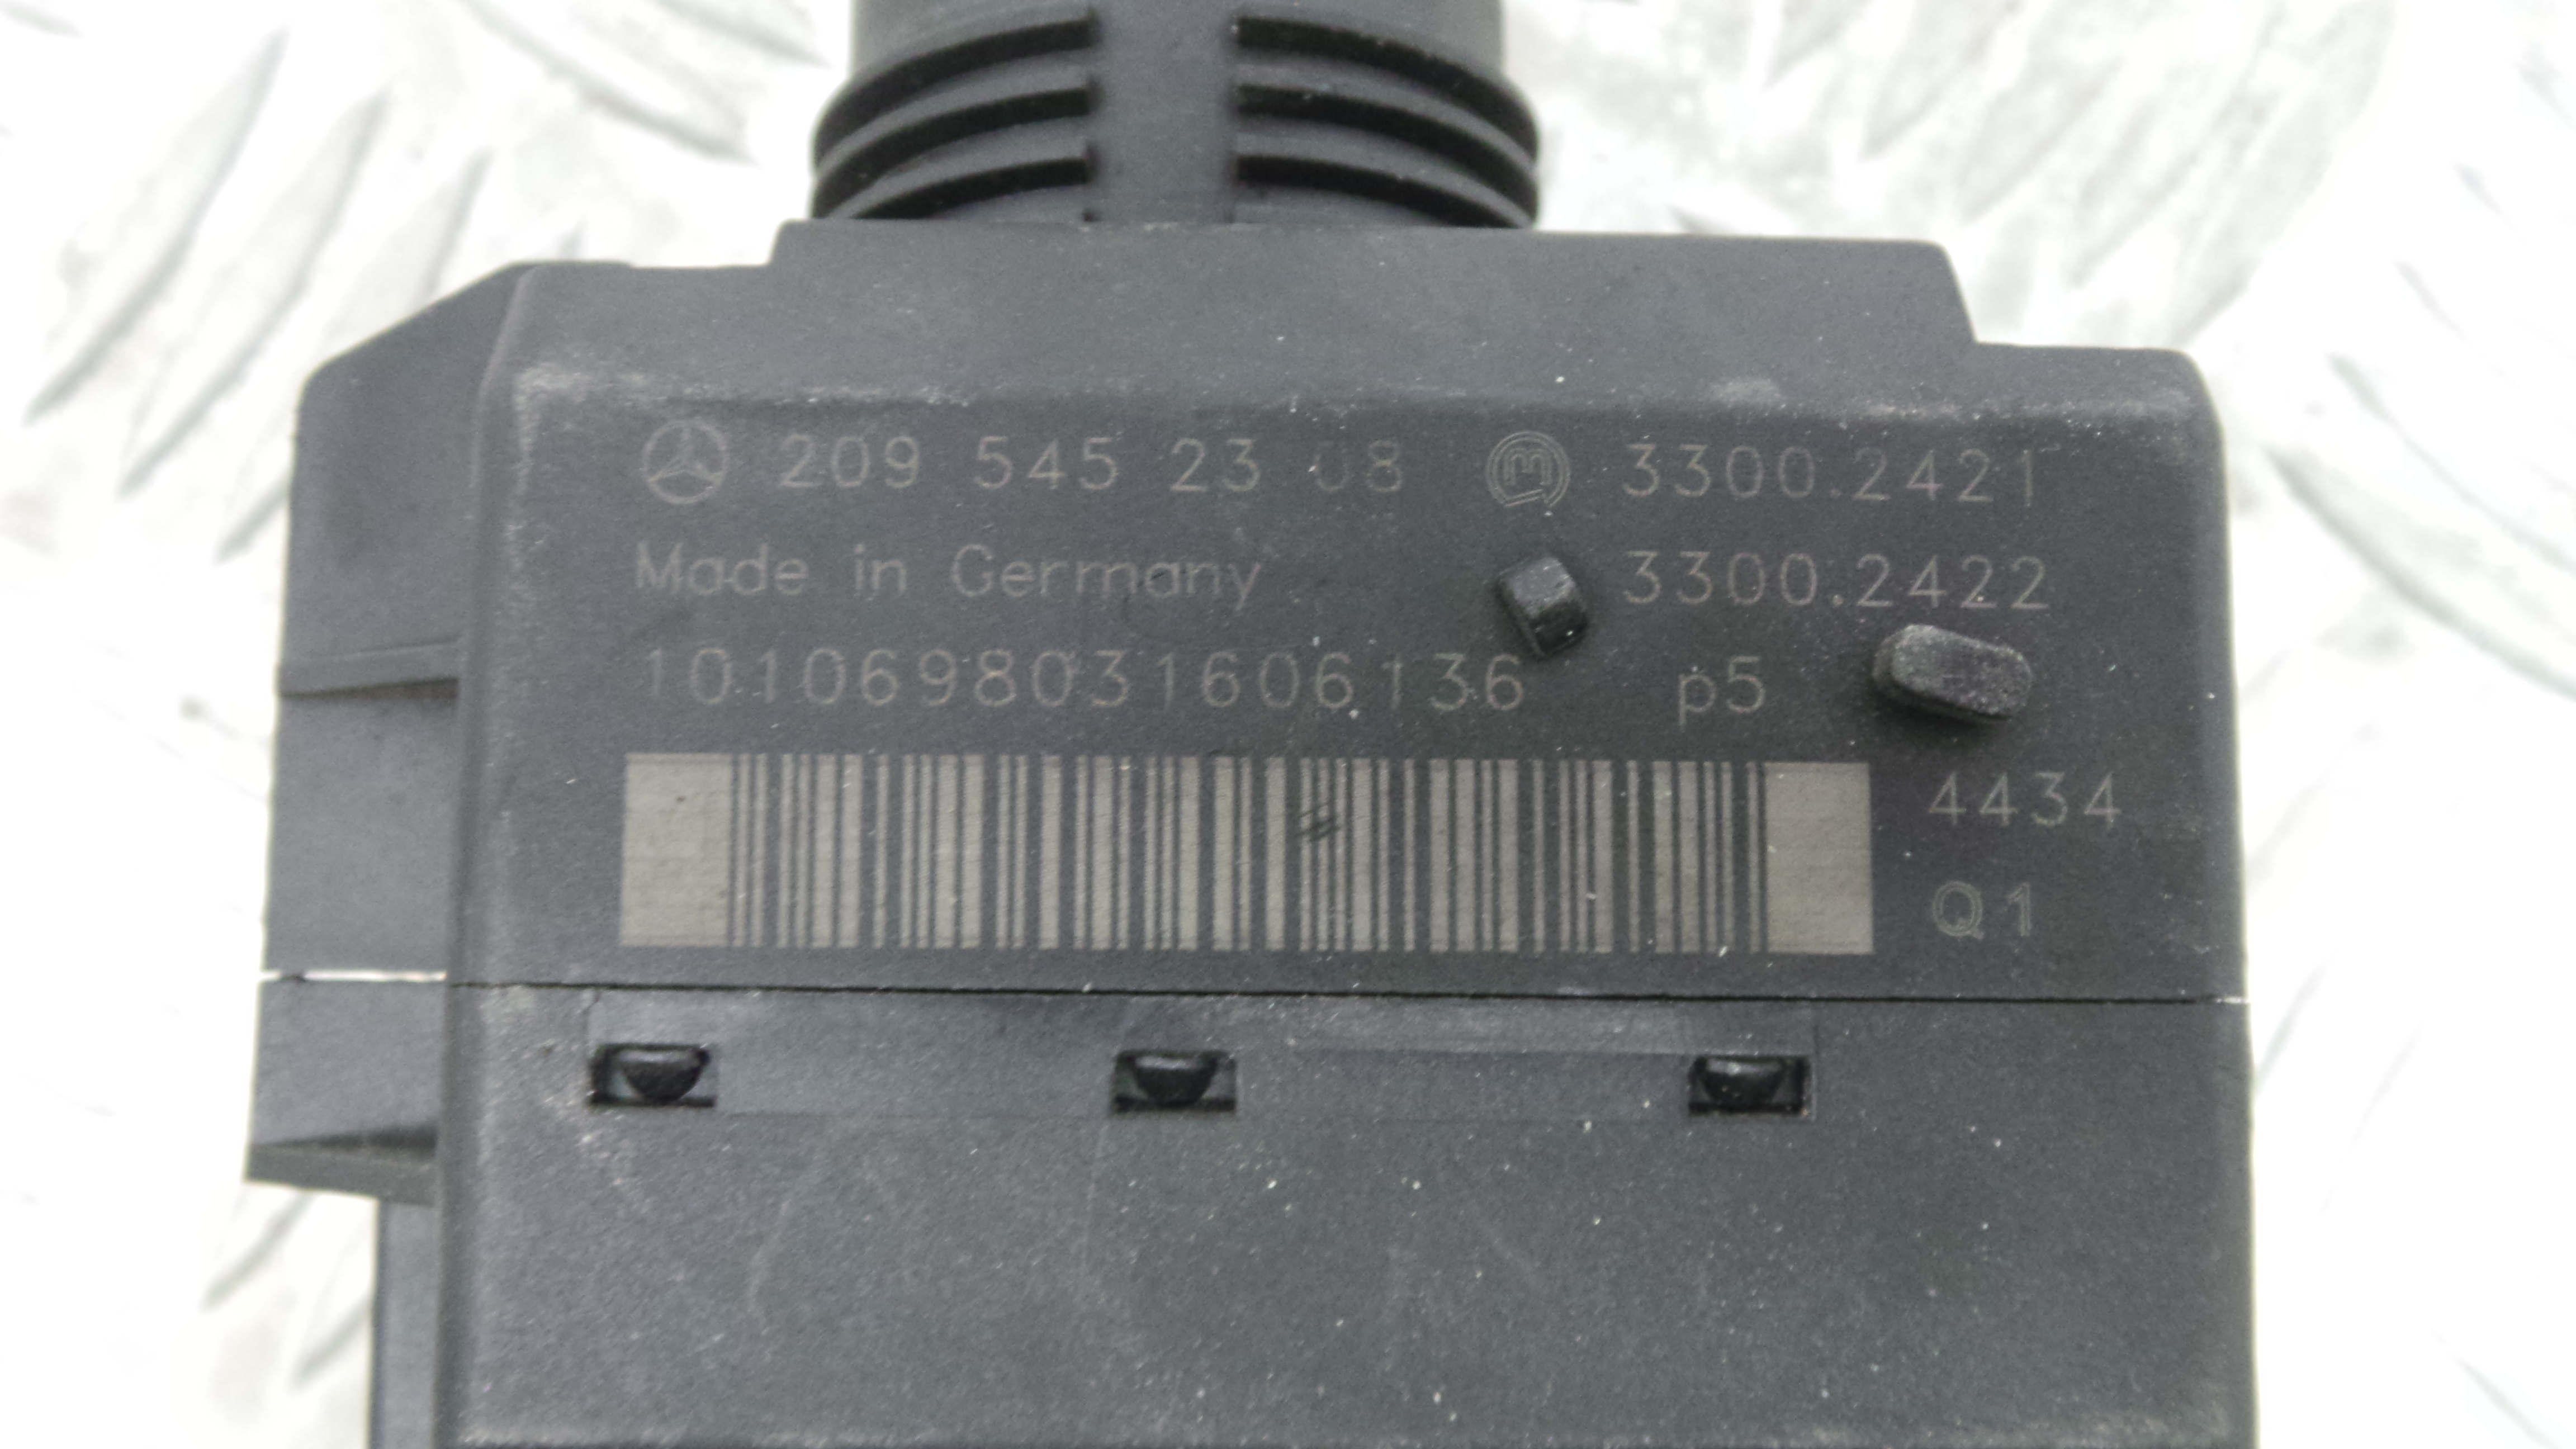 209 545 23 08 3300.2421
Made in Germany 3300.2422
1010698031606136 p5
4434
Q1